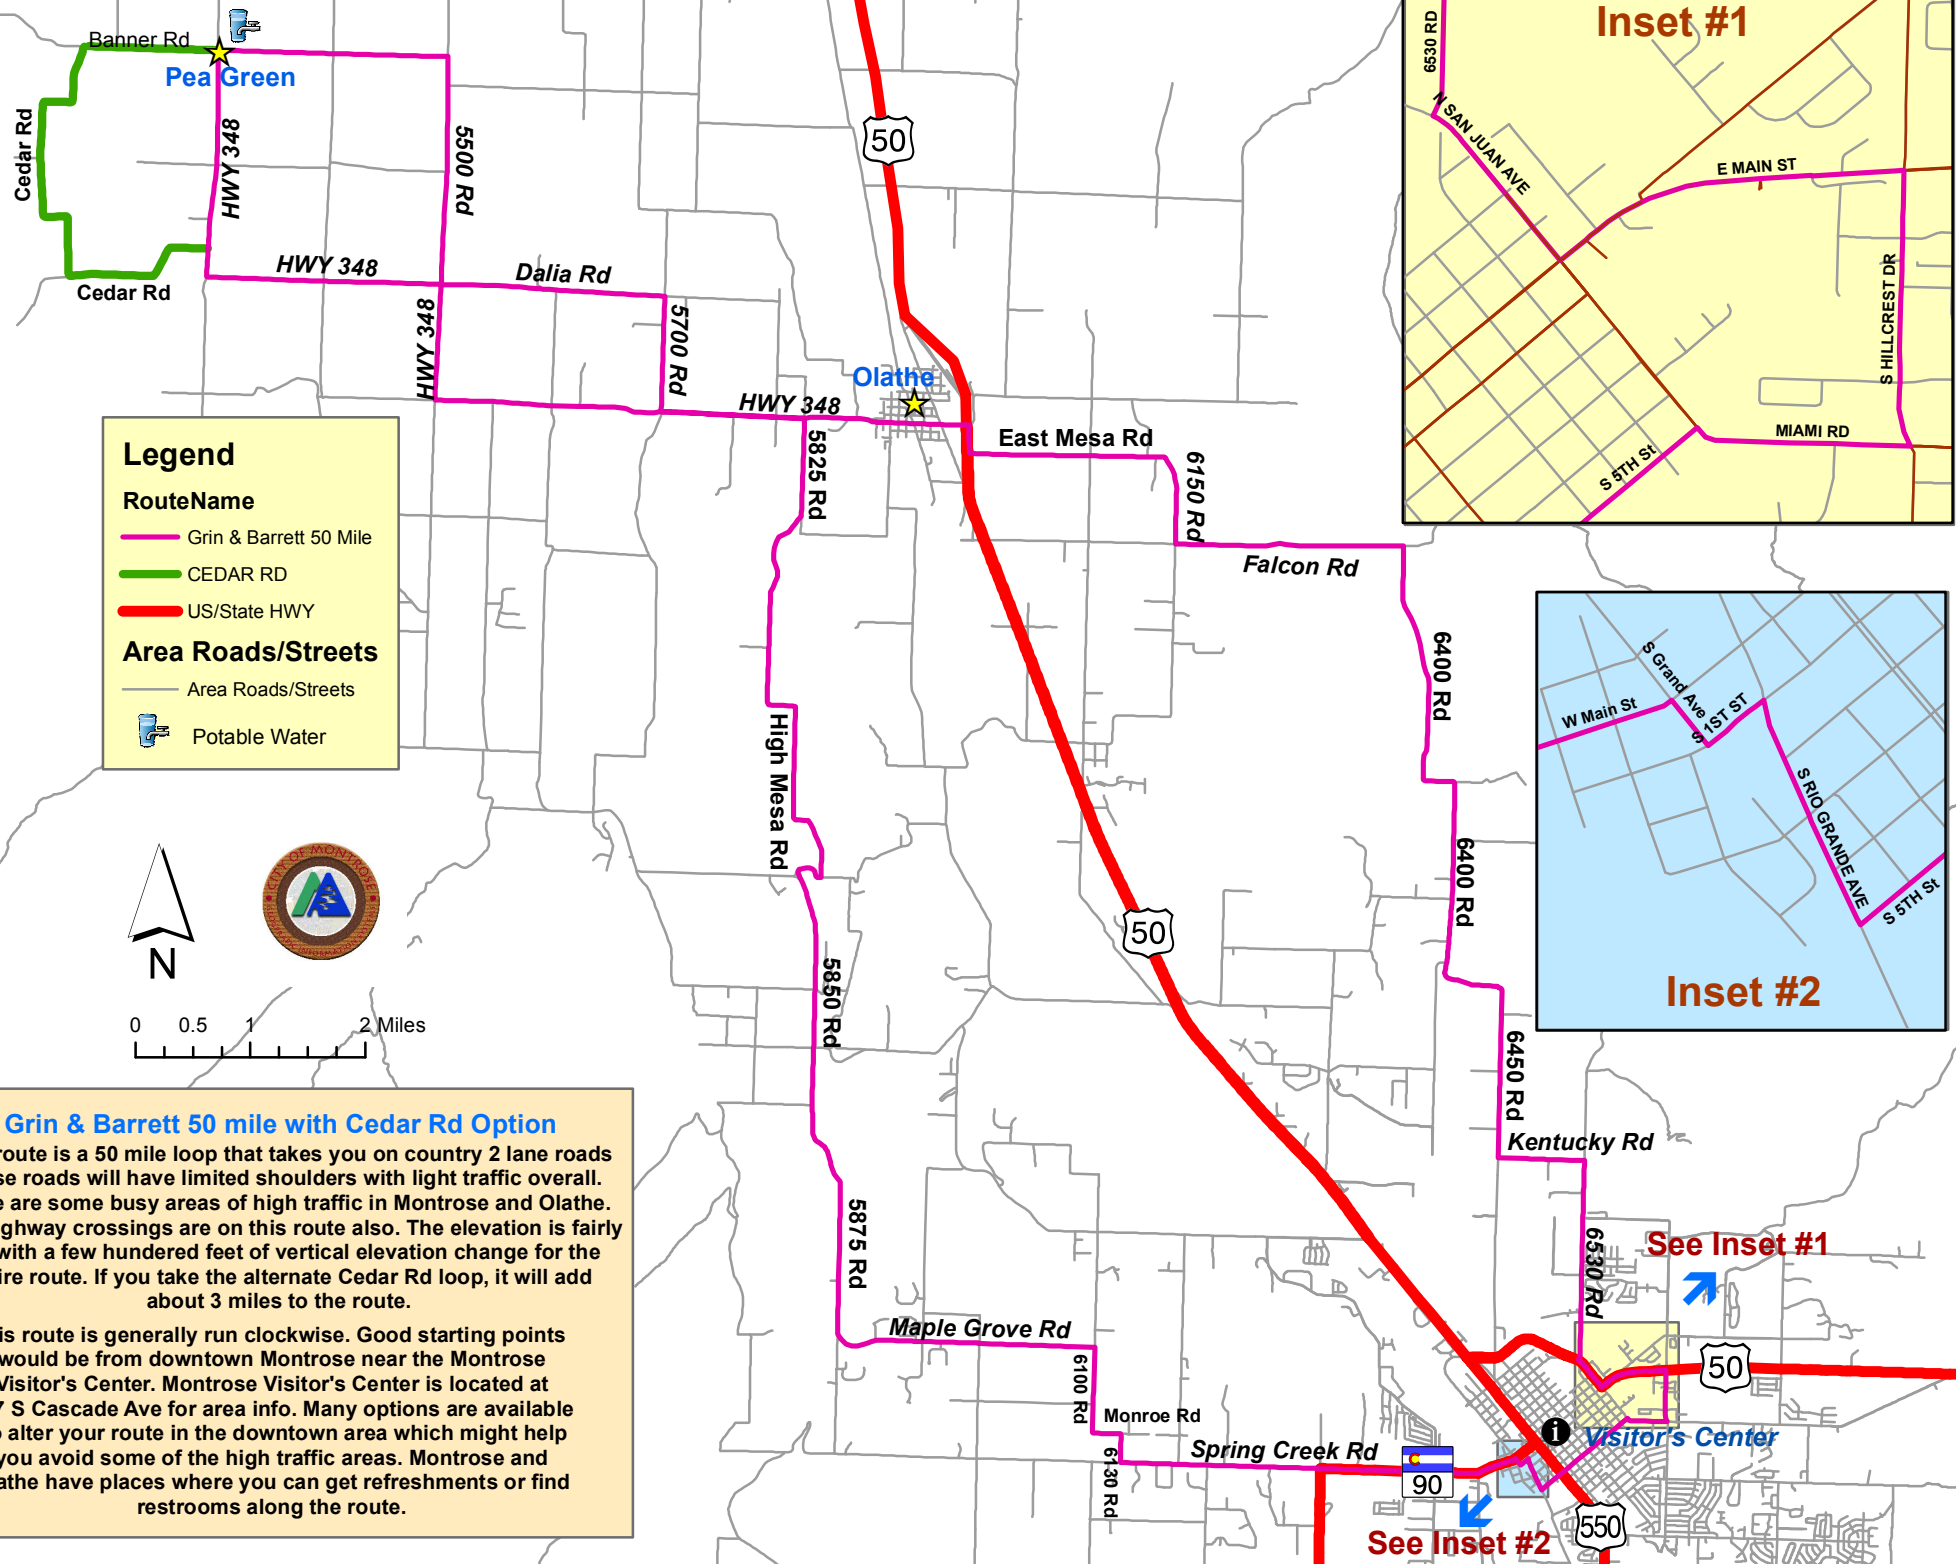 Banner Rd
Pea Green
Cedar Rd
HWY 348
5500 Rd
HWY 348
Dalia Rd
Cedar Rd
HWY 348
5700 Rd
50
Olathe
HWY 348
5825 Rd
East Mesa Rd
6150 Rd
Falcon Rd
6400 Rd
High Mesa Rd
6400 Rd
50
5850 Rd
6450 Rd
Kentucky Rd
5875 Rd
6530 Rd
Maple Grove Rd
6100 Rd
Monroe Rd
6130 Rd
Spring Creek Rd
90
50
550
See Inset #1
Visitor's Center
See Inset #2
Inset #1
6530 RD
N SAN JUAN AVE
E MAIN ST
S HILLCREST DR
MIAMI RD
S 5TH St
S Grand Ave
W Main St
S 1ST ST
S RIO GRANDE AVE
S 5TH St
Inset #2
Legend
RouteName
Grin & Barrett 50 Mile
CEDAR RD
US/State HWY
Area Roads/Streets
Area Roads/Streets
Potable Water
CITY OF MONTROSE
N
0 0.5 1 2 Miles
Grin & Barrett 50 mile with Cedar Rd Option
route is a 50 mile loop that takes you on country 2 lane roads
se roads will have limited shoulders with light traffic overall.
e are some busy areas of high traffic in Montrose and Olathe.
ghway crossings are on this route also. The elevation is fairly
with a few hundered feet of vertical elevation change for the
ire route. If you take the alternate Cedar Rd loop, it will add
about 3 miles to the route.
is route is generally run clockwise. Good starting points
would be from downtown Montrose near the Montrose
Visitor's Center. Montrose Visitor's Center is located at
7 S Cascade Ave for area info. Many options are available
o alter your route in the downtown area which might help
you avoid some of the high traffic areas. Montrose and
athe have places where you can get refreshments or find
restrooms along the route.